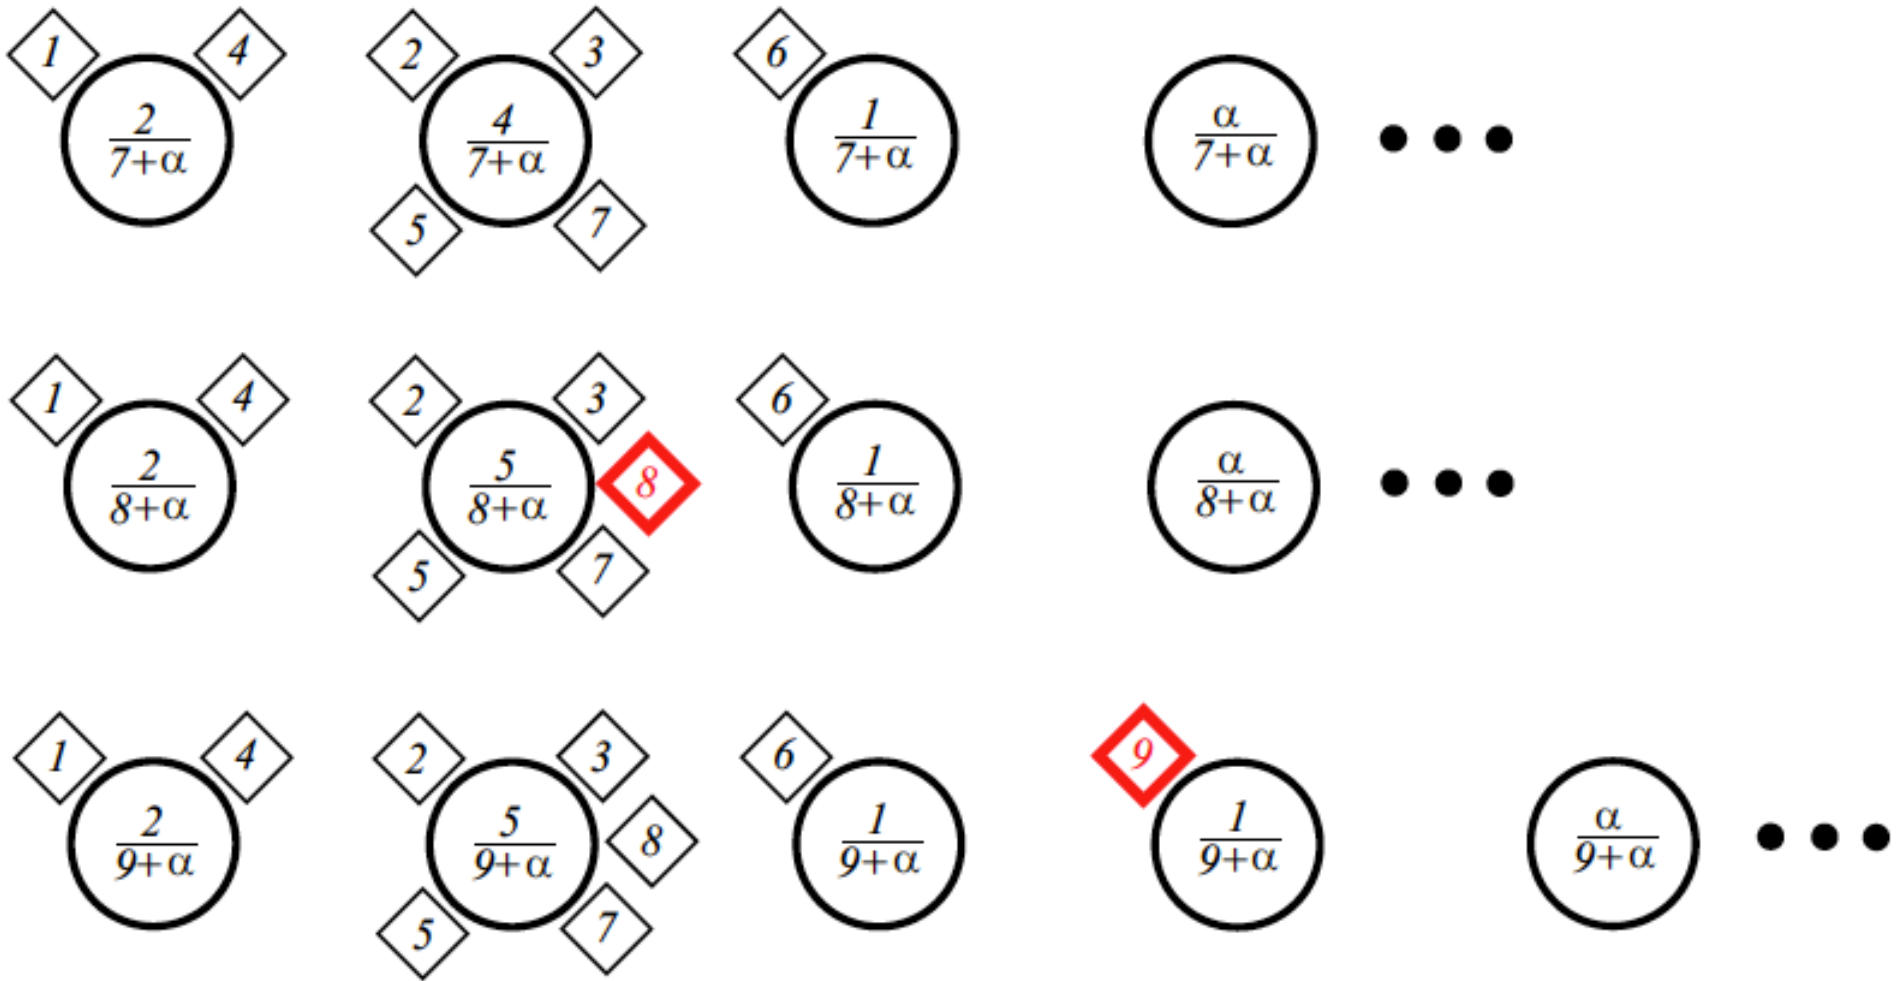 1 4 2 3 6
2/(7+α) 4/(7+α) 1/(7+α) α/(7+α) • • •
5 7
1 4 2 3 6
2/(8+α) 5/(8+α) 8 1/(8+α) α/(8+α) • • •
5 7
1 4 2 3 6 9
2/(9+α) 5/(9+α) 8 1/(9+α) 1/(9+α) α/(9+α) • • •
5 7